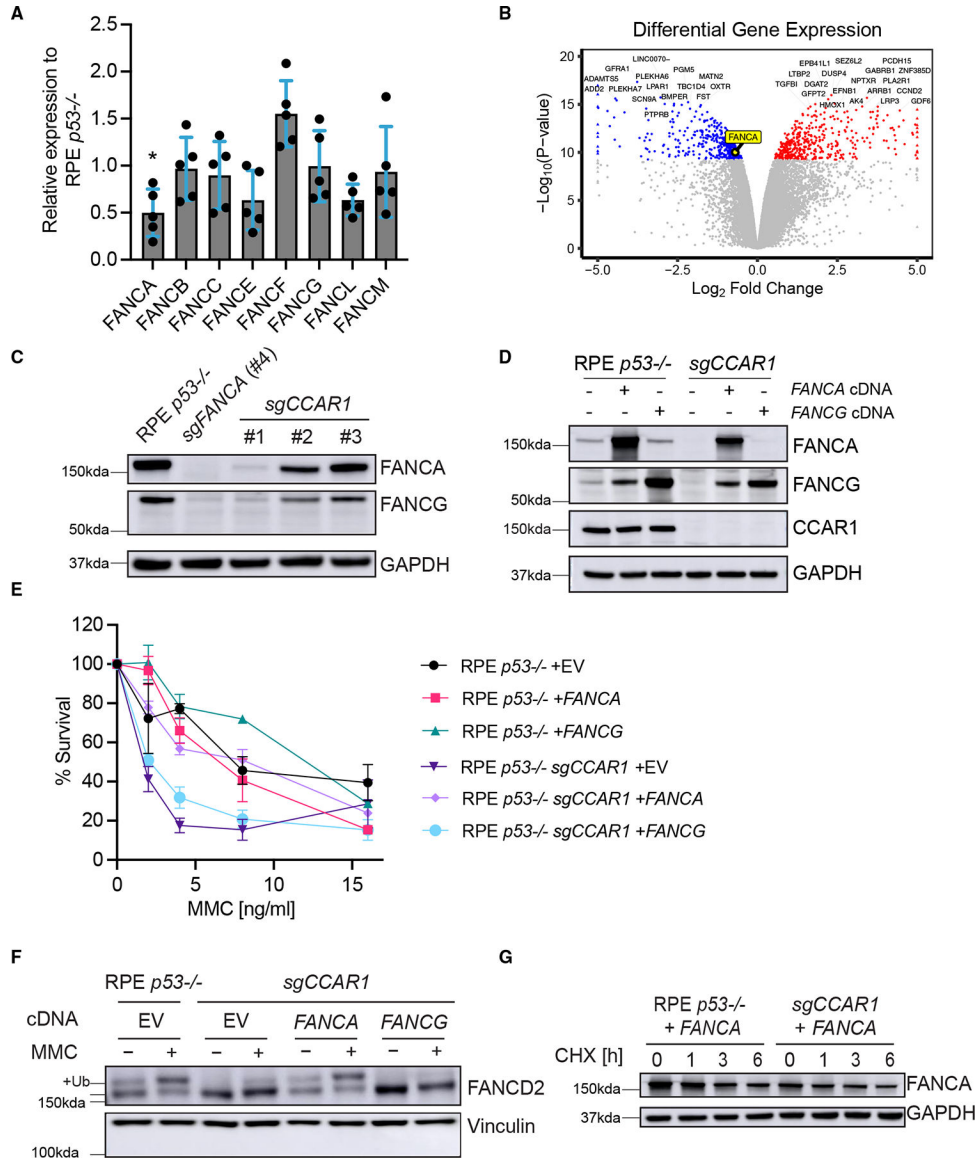 A
Relative expression to
RPE p53-/-
2.5
2.0
1.5
1.0
0.5
0.0
*
FANCA
FANCB
FANCC
FANCE
FANCF
FANCG
FANCL
FANCM
B
Differential Gene Expression
−Log10(P-value)
20
15
10
5
0
LINC0070−
GFRA1
PGM5
ADAMTS5
PLEKHA6
MATN2
ADD2
PLEKHA7
LPAR1
TBC1D4
OXTR
SCN9A
BMPER
FST
PTPRB
FANCA
EPB41L1
SEZ6L2
PCDH15
LTBP2
DUSP4
GABRB1
ZNF385D
TGFBI
DGAT2
NPTXR
PLA2R1
GFPT2
EFNB1
ARRB1
CCND2
HMOX1
AK4
LRP3
GDF6
−5.0
−2.5
0.0
2.5
5.0
Log2 Fold Change
C
RPE p53-/-
sgFANCA (#4)
sgCCAR1
#1 #2 #3
150kda
FANCA
FANCG
50kda
37kda
GAPDH
D
RPE p53-/- sgCCAR1
- + - - + - FANCA cDNA
- - + - - + FANCG cDNA
150kda
FANCA
FANCG
50kda
150kda
CCAR1
37kda
GAPDH
E
% Survival
120
100
80
60
40
20
0
0 5 10 15
MMC [ng/ml]
RPE p53-/- +EV
RPE p53-/- +FANCA
RPE p53-/- +FANCG
RPE p53-/- sgCCAR1 +EV
RPE p53-/- sgCCAR1 +FANCA
RPE p53-/- sgCCAR1 +FANCG
F
RPE p53-/- sgCCAR1
cDNA EV EV FANCA FANCG
MMC − + − + − + − +
+Ub
150kda
FANCD2
Vinculin
100kda
G
RPE p53-/- sgCCAR1
+ FANCA + FANCA
CHX [h] 0 1 3 6 0 1 3 6
150kda
FANCA
37kda
GAPDH